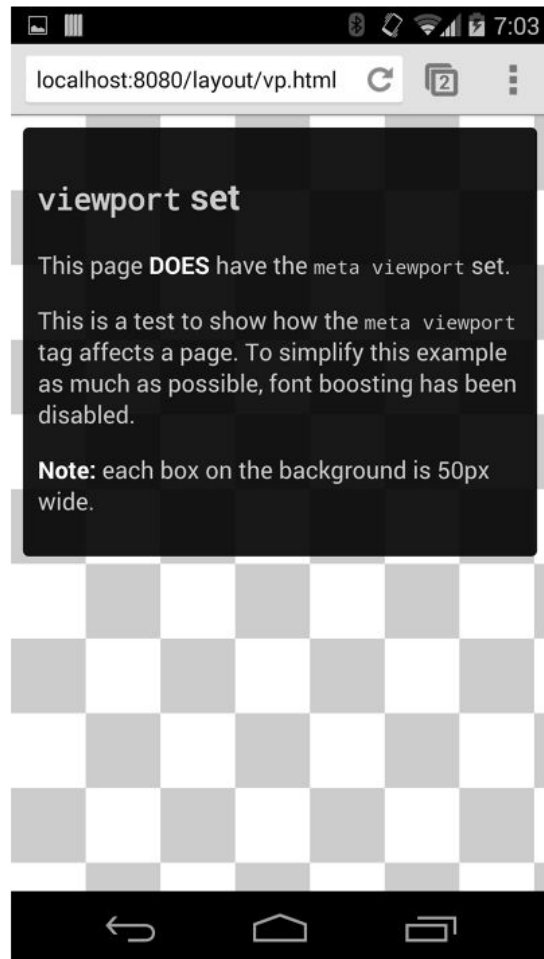 7:03
localhost:8080/layout/vp.html
2
viewport set
This page DOES have the meta viewport set.
This is a test to show how the meta viewport
tag affects a page. To simplify this example
as much as possible, font boosting has been
disabled.
Note: each box on the background is 50px
wide.